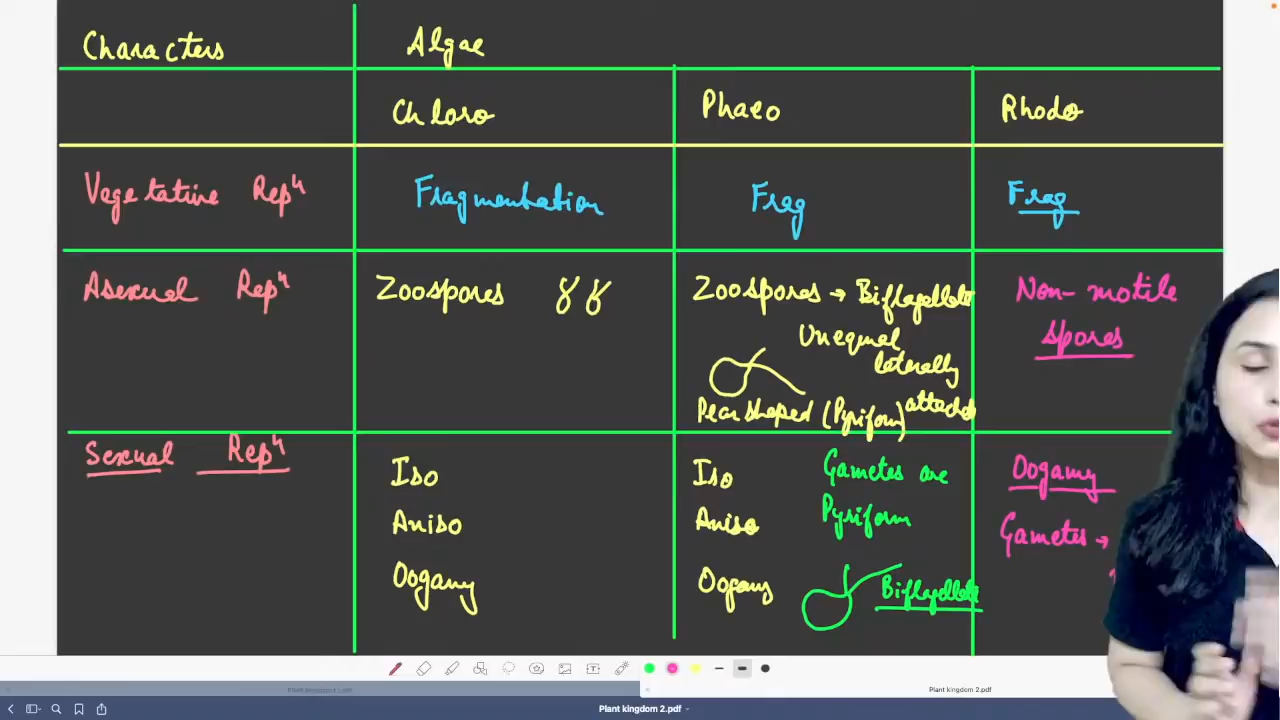 Characters
Algae
Chloro
Phaeo
Rhodo
Vegetative Repⁿ
Fragmentation
Frag
Frag
Asexual Repⁿ
Zoospores
Zoospores → Biflagellate
Unequal
laterally
attached
Pear shaped (Pyriform)
Non-motile
spores
Sexual Repⁿ
Iso
Aniso
Oogamy
Iso
Aniso
Oogamy
Gametes are
Pyriform
Biflagellate
Oogamy
Gametes →
Plant kingdom 2.pdf
Plant kingdom 2.pdf